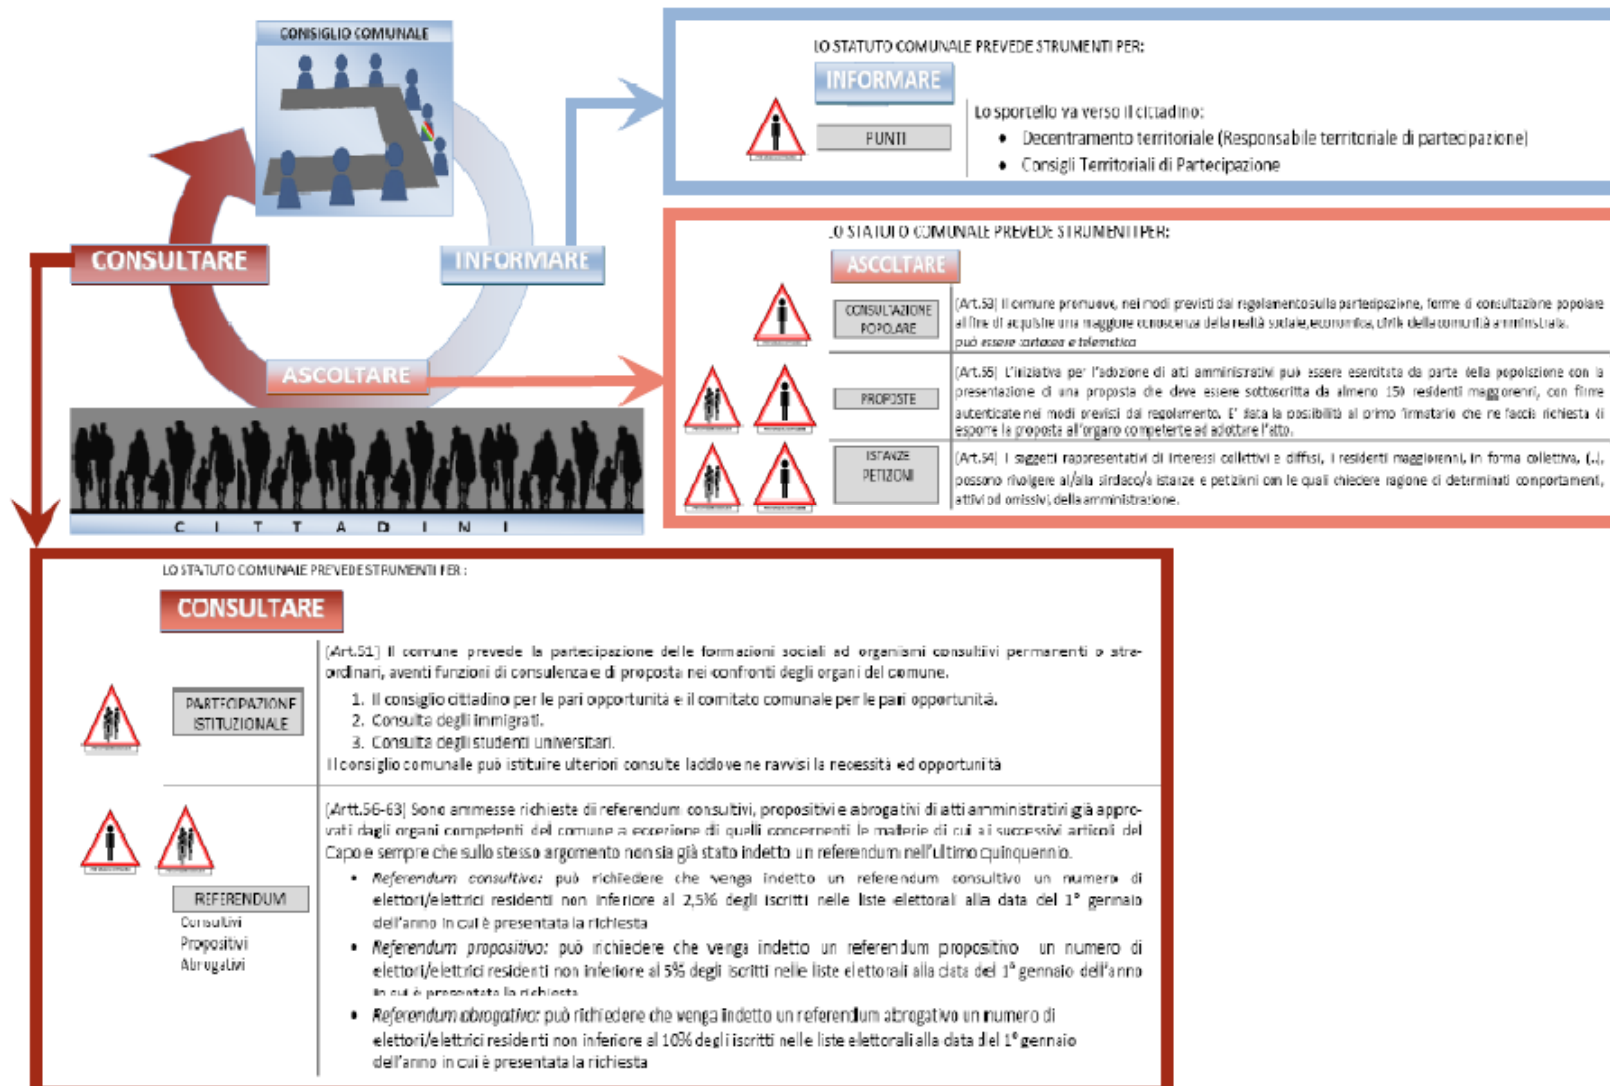 CONSIGLIO COMUNALE
CONSULTARE
INFORMARE
ASCOLTARE
C I T T A D I N I
LO STATUTO COMUNALE PREVEDE STRUMENTI PER:
INFORMARE
PUNTI
Lo sportello va verso il cittadino:
• Decentramento territoriale (Responsabile territoriale di partecipazione)
• Consigli Territoriali di Partecipazione
LO STATUTO COMUNALE PREVEDE STRUMENTI PER:
ASCOLTARE
CONSULTAZIONE
POPOLARE
(Art.53) Il comune promuove, nei modi previsti dal regolamento sulla partecipazione, forme di consultazione popolare
al fine di acquisire una maggiore conoscenza della realtà sociale, economica, civile della comunità amministrata.
può essere cartacea e telematica
PROPOSTE
(Art.55) L'iniziativa per l'adozione di atti amministrativi può essere esercitata da parte della popolazione con la
presentazione di una proposta che deve essere sottoscritta da almeno 150 residenti maggiorenni, con firme
autenticate nei modi previsti dal regolamento. E' data la possibilità al primo firmatario che ne faccia richiesta di
esporre la proposta all'organo competente ad adottare l'atto.
ISTANZE
PETIZIONI
(Art.54) I soggetti rappresentativi di interessi collettivi e diffusi, i residenti maggiorenni, in forma collettiva, (..),
possono rivolgere al/alla sindaco/a istanze e petizioni con le quali chiedere ragione di determinati comportamenti,
attivi od omissivi, della amministrazione.
LO STATUTO COMUNALE PREVEDE STRUMENTI PER :
CONSULTARE
PARTECIPAZIONE
ISTITUZIONALE
(Art.51) Il comune prevede la partecipazione delle formazioni sociali ad organismi consultivi permanenti o stra-
ordinari, aventi funzioni di consulenza e di proposta nei confronti degli organi del comune.
1. Il consiglio cittadino per le pari opportunità e il comitato comunale per le pari opportunità.
2. Consulta degli immigrati.
3. Consulta degli studenti universitari.
Il consiglio comunale può istituire ulteriori consulte laddove ne ravvisi la necessità ed opportunità
REFERENDUM
Consultivi
Propositivi
Abrogativi
(Artt.56-63) Sono ammesse richieste di referendum consultivi, propositivi e abrogativi di atti amministrativi già appro-
vati dagli organi competenti del comune a eccezione di quelli concernenti le materie di cui ai successivi articoli del
Capo e sempre che sullo stesso argomento non sia già stato indetto un referendum nell'ultimo quinquennio.
• Referendum consultivo: può richiedere che venga indetto un referendum consultivo un numero di
elettori/elettrici residenti non inferiore al 2,5% degli iscritti nelle liste elettorali alla data del 1° gennaio
dell'anno in cui è presentata la richiesta
• Referendum propositivo: può richiedere che venga indetto un referendum propositivo un numero di
elettori/elettrici residenti non inferiore al 5% degli iscritti nelle liste elettorali alla data del 1° gennaio dell'anno
in cui è presentata la richiesta
• Referendum abrogativo: può richiedere che venga indetto un referendum abrogativo un numero di
elettori/elettrici residenti non inferiore al 10% degli iscritti nelle liste elettorali alla data del 1° gennaio
dell'anno in cui è presentata la richiesta